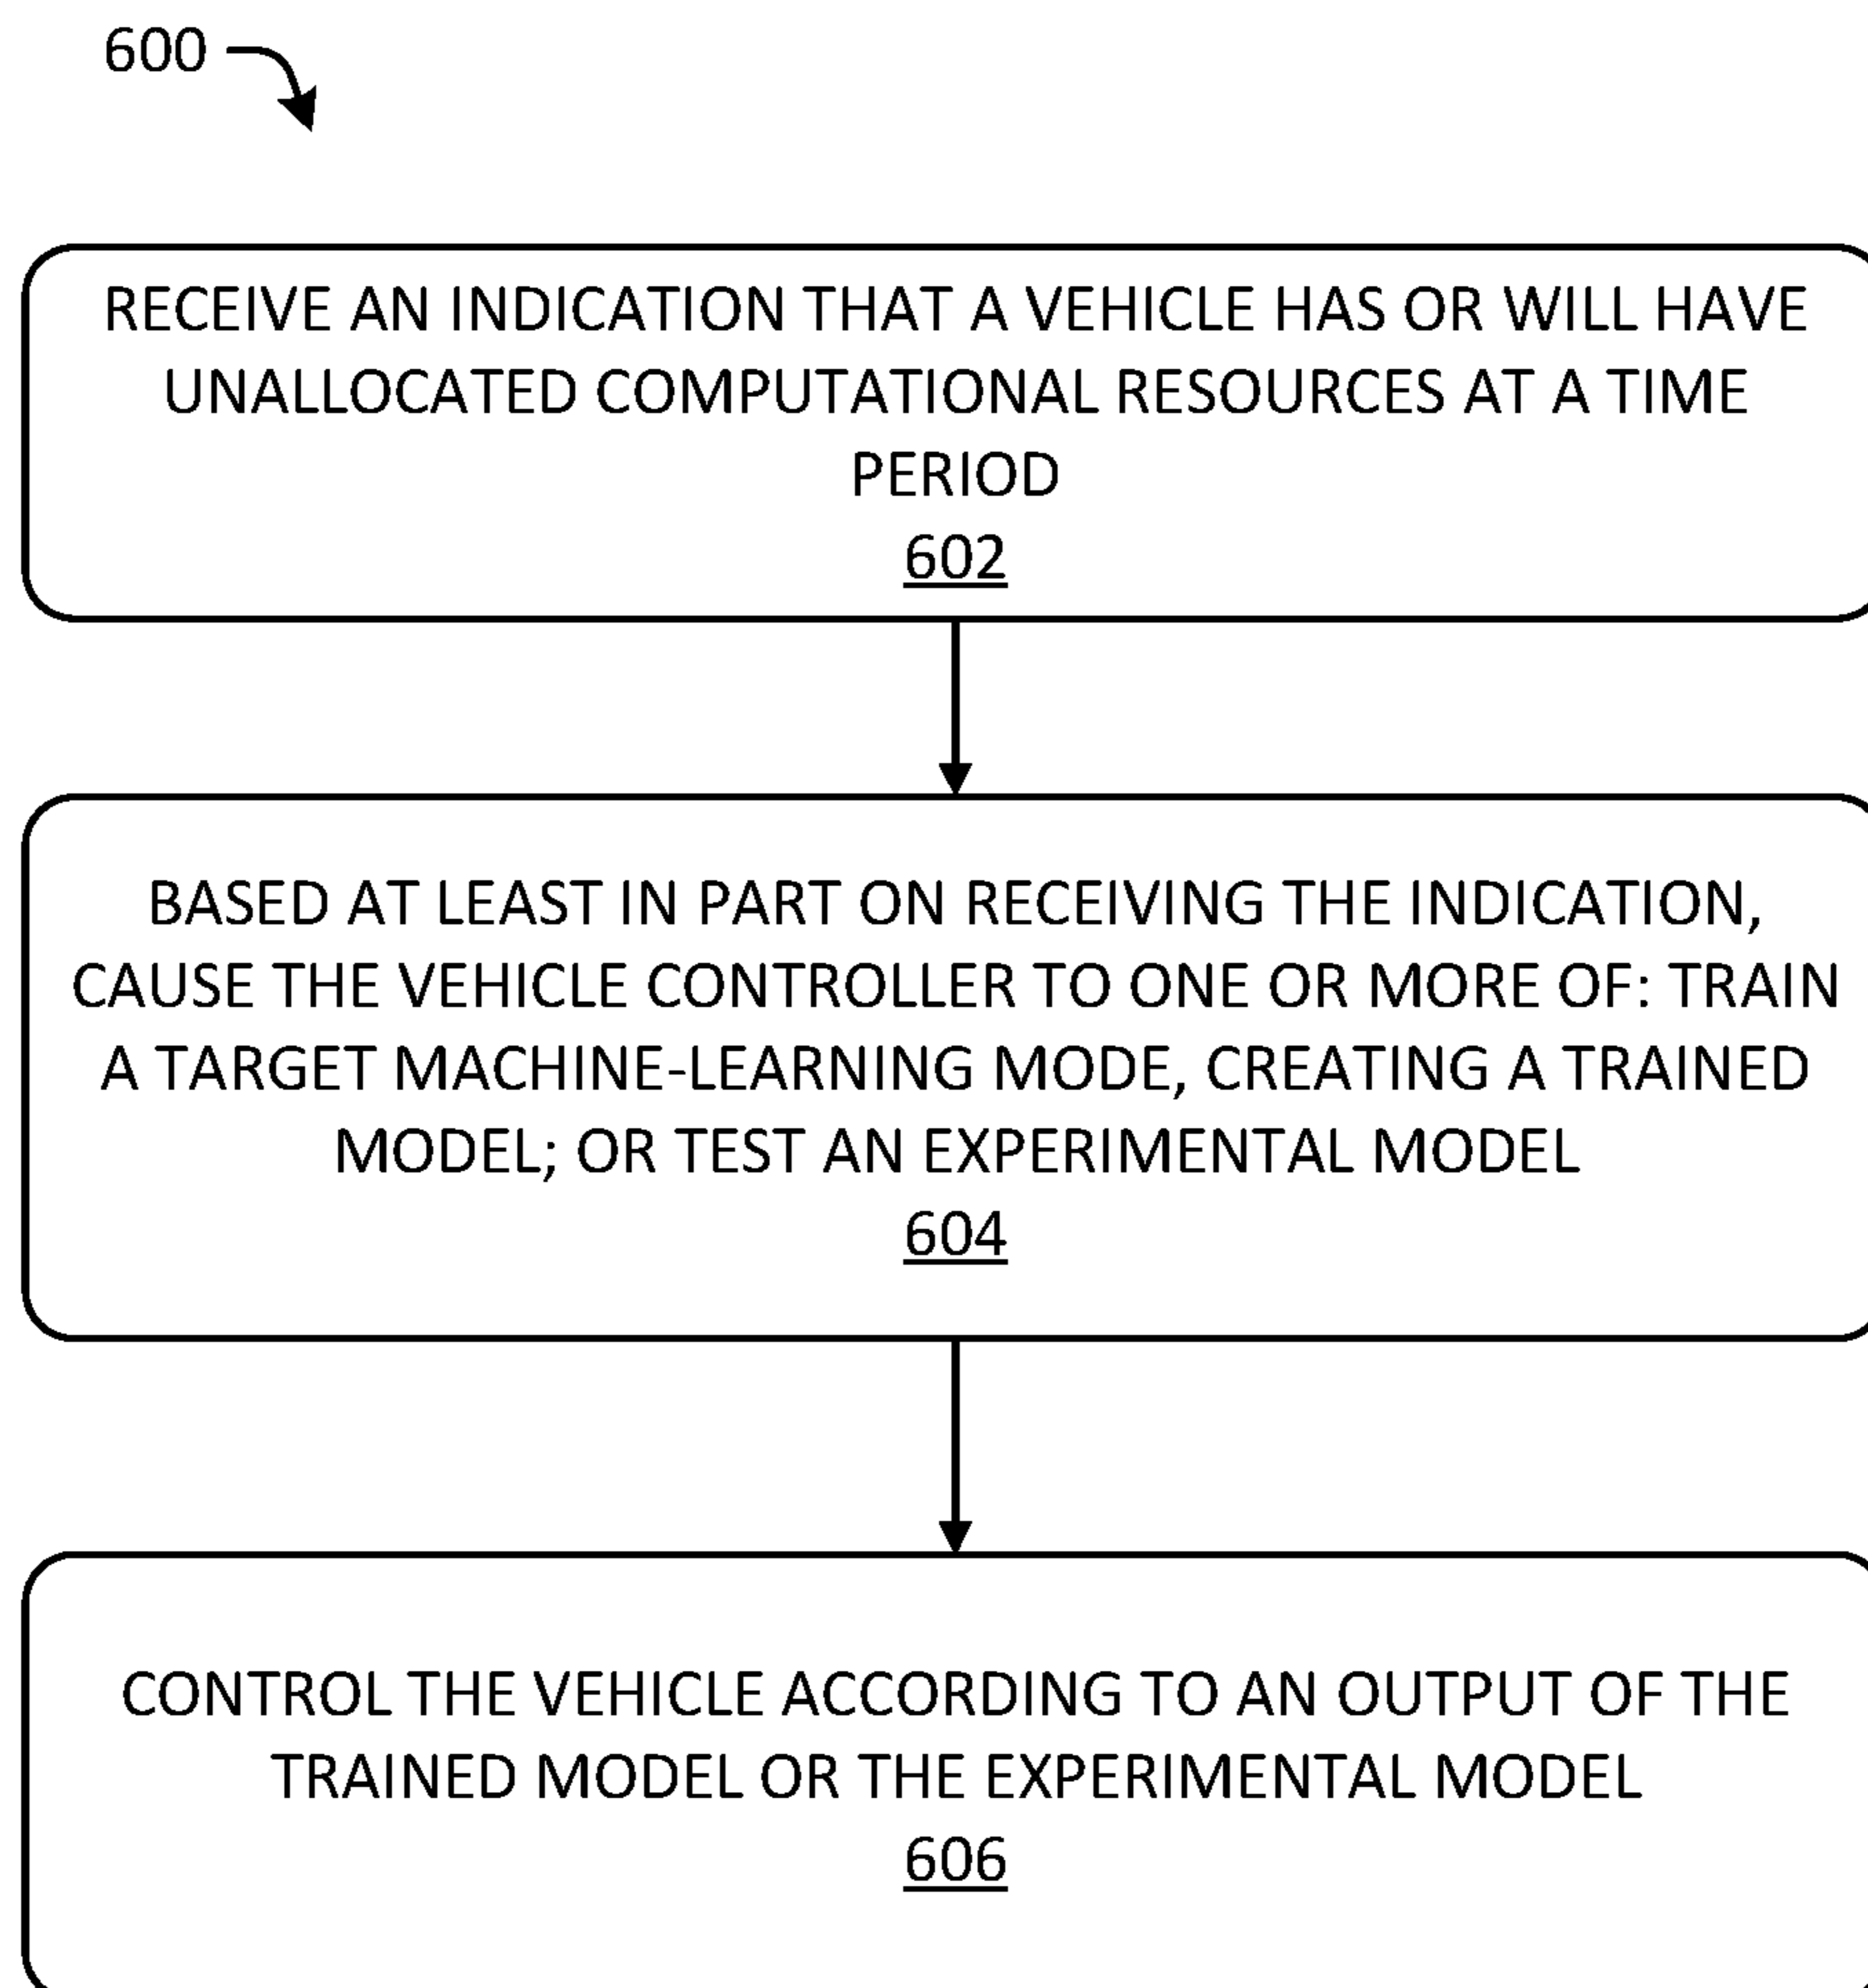 600
RECEIVE AN INDICATION THAT A VEHICLE HAS OR WILL HAVE
UNALLOCATED COMPUTATIONAL RESOURCES AT A TIME
PERIOD
602
BASED AT LEAST IN PART ON RECEIVING THE INDICATION,
CAUSE THE VEHICLE CONTROLLER TO ONE OR MORE OF: TRAIN
A TARGET MACHINE-LEARNING MODE, CREATING A TRAINED
MODEL; OR TEST AN EXPERIMENTAL MODEL
604
CONTROL THE VEHICLE ACCORDING TO AN OUTPUT OF THE
TRAINED MODEL OR THE EXPERIMENTAL MODEL
606